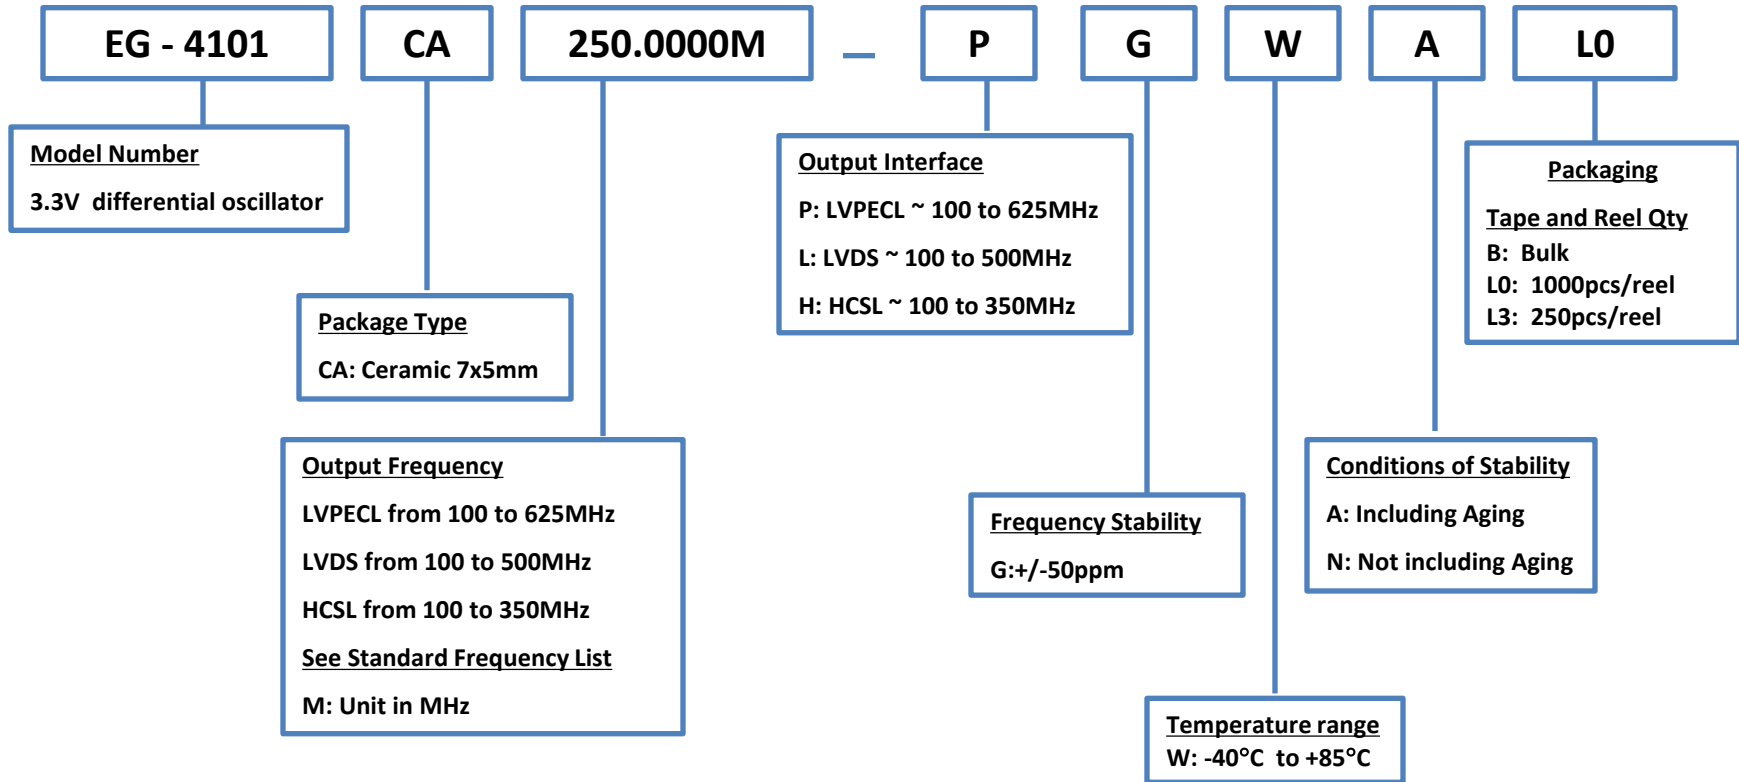 EG - 4101 CA 250.0000M _ P G W A L0
Model Number
3.3V differential oscillator
Package Type
CA: Ceramic 7x5mm
Output Frequency
LVPECL from 100 to 625MHz
LVDS from 100 to 500MHz
HCSL from 100 to 350MHz
See Standard Frequency List
M: Unit in MHz
Output Interface
P: LVPECL ~ 100 to 625MHz
L: LVDS ~ 100 to 500MHz
H: HCSL ~ 100 to 350MHz
Frequency Stability
G:+/-50ppm
Temperature range
W: -40°C to +85°C
Conditions of Stability
A: Including Aging
N: Not including Aging
Packaging
Tape and Reel Qty
B: Bulk
L0: 1000pcs/reel
L3: 250pcs/reel